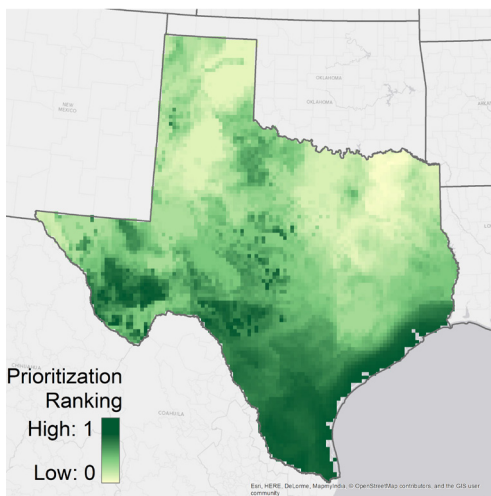 OKLAHOMA
OKLAHOMA
NEW
MEXICO
COAHUILA
Prioritization
Ranking
High: 1
Low: 0
Esri, HERE, DeLorme, MapmyIndia, © OpenStreetMap contributors, and the GIS user
community